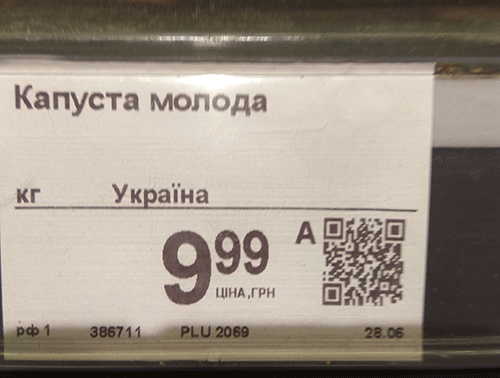 Капуста молода
кг Україна
9 99 А
ЦІНА,ГРН
рф 1 386711 PLU 2069 28.06